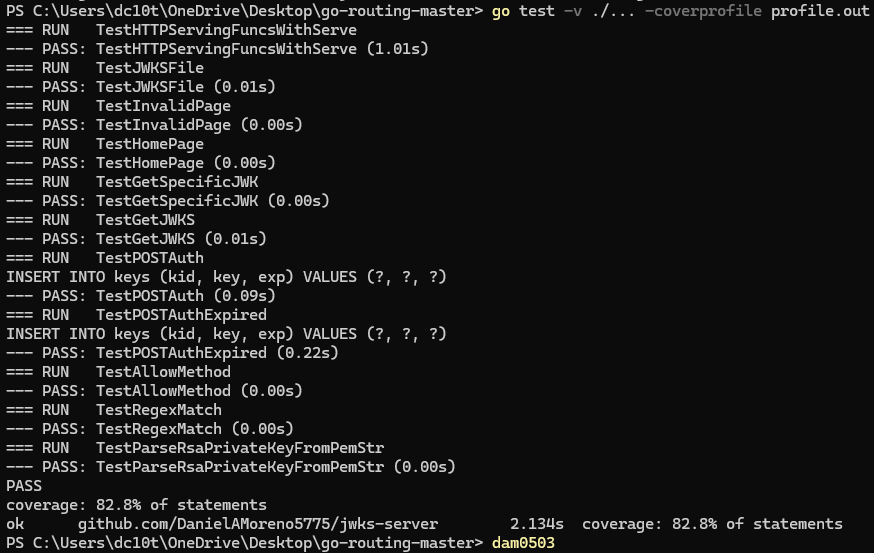 PS C:\Users\dc10t\OneDrive\Desktop\go-routing-master> go test -v ./... -coverprofile profile.out
=== RUN   TestHTTPServingFuncsWithServe
--- PASS: TestHTTPServingFuncsWithServe (1.01s)
=== RUN   TestJWKSFile
--- PASS: TestJWKSFile (0.01s)
=== RUN   TestInvalidPage
--- PASS: TestInvalidPage (0.00s)
=== RUN   TestHomePage
--- PASS: TestHomePage (0.00s)
=== RUN   TestGetSpecificJWK
--- PASS: TestGetSpecificJWK (0.00s)
=== RUN   TestGetJWKS
--- PASS: TestGetJWKS (0.01s)
=== RUN   TestPOSTAuth
INSERT INTO keys (kid, key, exp) VALUES (?, ?, ?)
--- PASS: TestPOSTAuth (0.09s)
=== RUN   TestPOSTAuthExpired
INSERT INTO keys (kid, key, exp) VALUES (?, ?, ?)
--- PASS: TestPOSTAuthExpired (0.22s)
=== RUN   TestAllowMethod
--- PASS: TestAllowMethod (0.00s)
=== RUN   TestRegexMatch
--- PASS: TestRegexMatch (0.00s)
=== RUN   TestParseRsaPrivateKeyFromPemStr
--- PASS: TestParseRsaPrivateKeyFromPemStr (0.00s)
PASS
coverage: 82.8% of statements
ok      github.com/DanielAMoreno5775/jwks-server        2.134s  coverage: 82.8% of statements
PS C:\Users\dc10t\OneDrive\Desktop\go-routing-master> dam0503